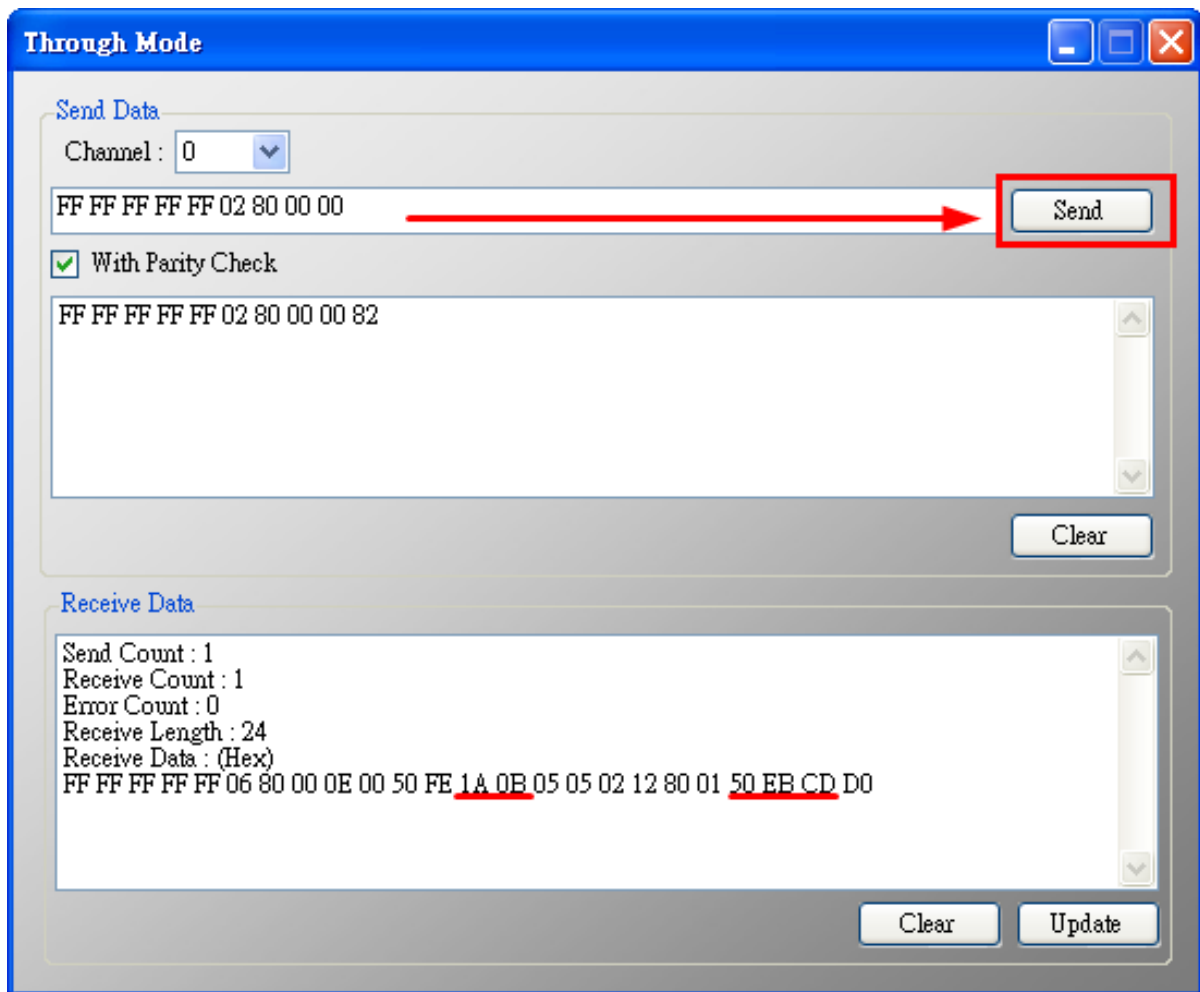 Through Mode
Send Data
Channel : 0
FF FF FF FF FF 02 80 00 00
Send
With Parity Check
FF FF FF FF FF 02 80 00 00 82
Clear
Receive Data
Send Count : 1
Receive Count : 1
Error Count : 0
Receive Length : 24
Receive Data : (Hex)
FF FF FF FF FF 06 80 00 0E 00 50 FE 1A 0B 05 05 02 12 80 01 50 EB CD D0
Clear
Update